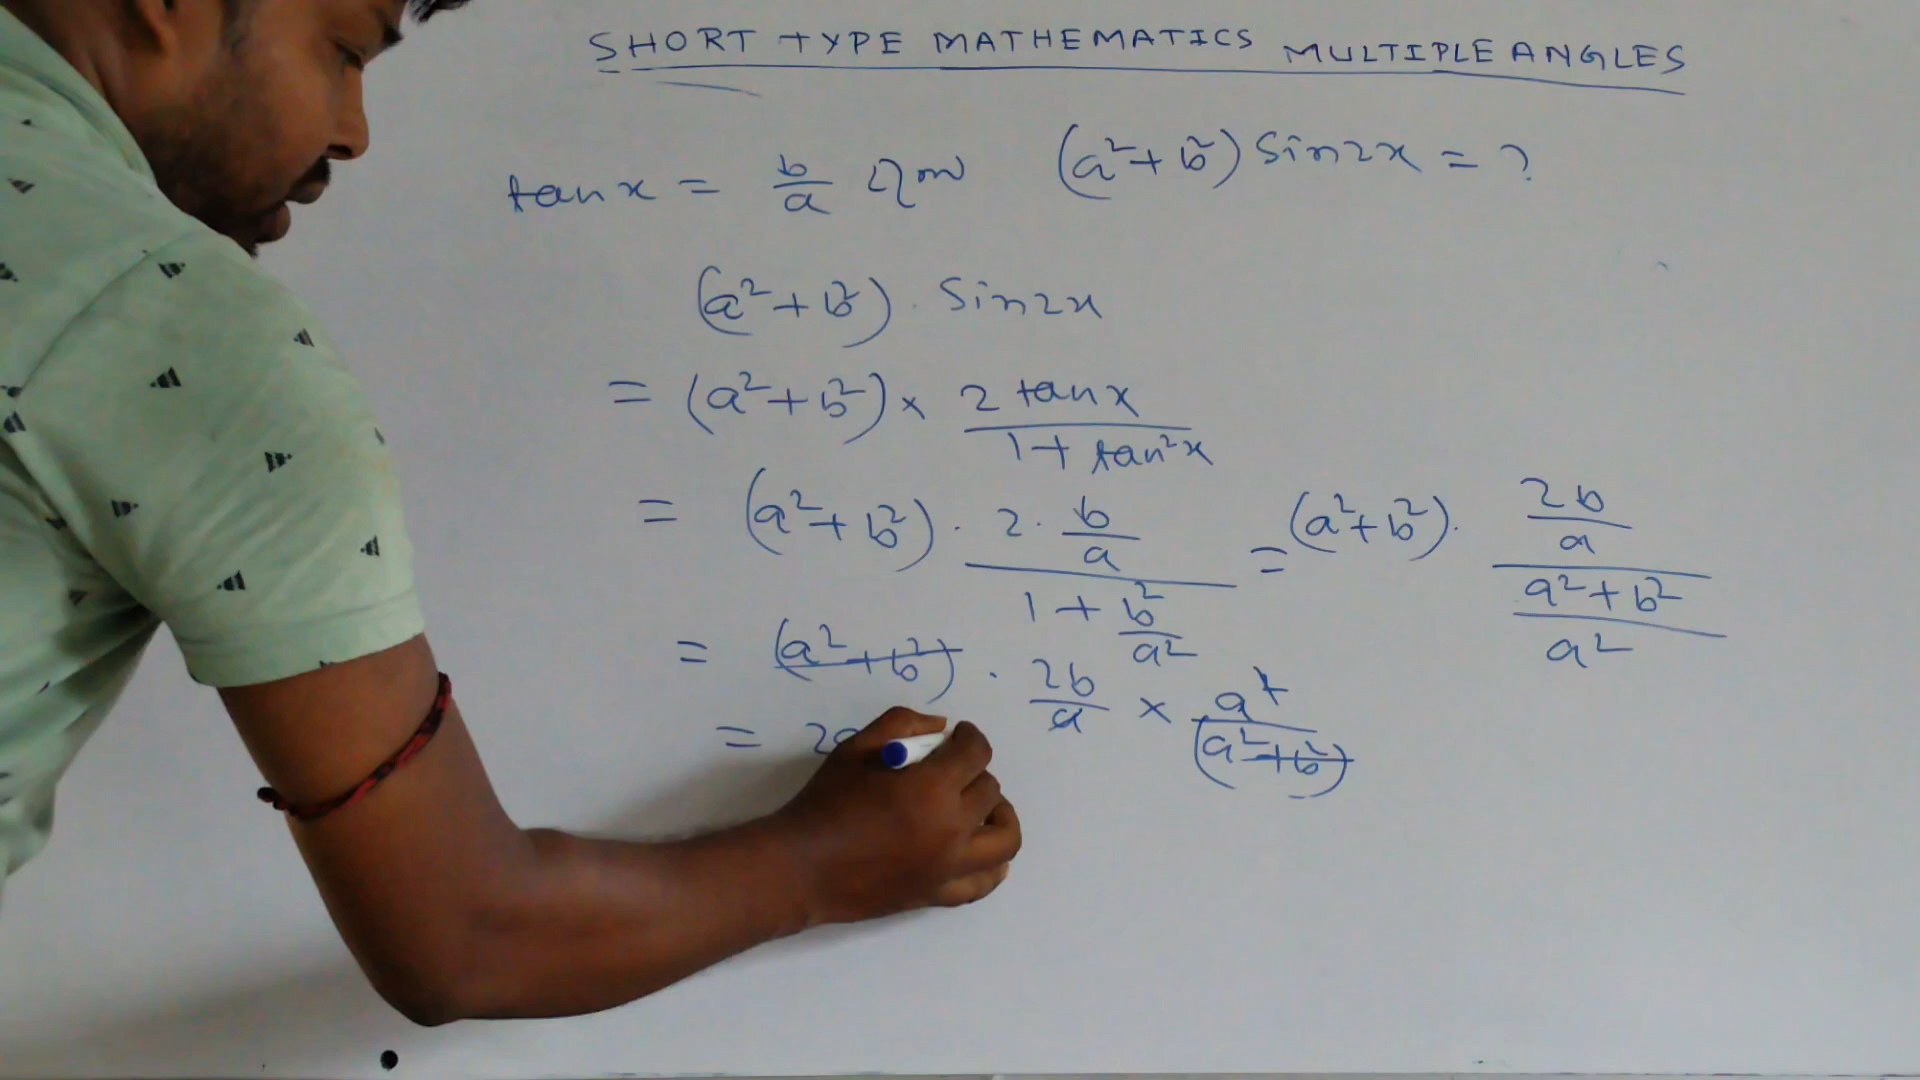 SHORT TYPE MATHEMATICS MULTIPLE ANGLES
tan x = b/a হলে (a²+b²) Sin2x = ?
(a²+b²) . Sin2x
= (a²+b²) × 2 tan x / 1+ tan²x
= (a²+b²) . 2. b/a / 1+ b²/a² = (a²+b²). 2b/a / a²+b²/a²
= (a²+b²) . 2b/a × a²/(a²+b²)
= 2a